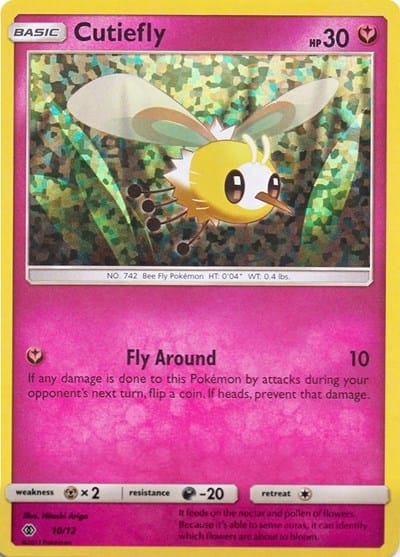 BASIC Cutiefly HP30
NO. 742 Bee Fly Pokémon HT: 0'04" WT: 0.4 lbs.
Fly Around 10
If any damage is done to this Pokémon by attacks during your
opponent's next turn, flip a coin. If heads, prevent that damage.
weakness ×2 resistance -20 retreat
Illus. Hitoshi Ariga
10/12
©2017 Pokémon
It feeds on the nectar and pollen of flowers.
Because it's able to sense auras, it can identify
which flowers are about to bloom.